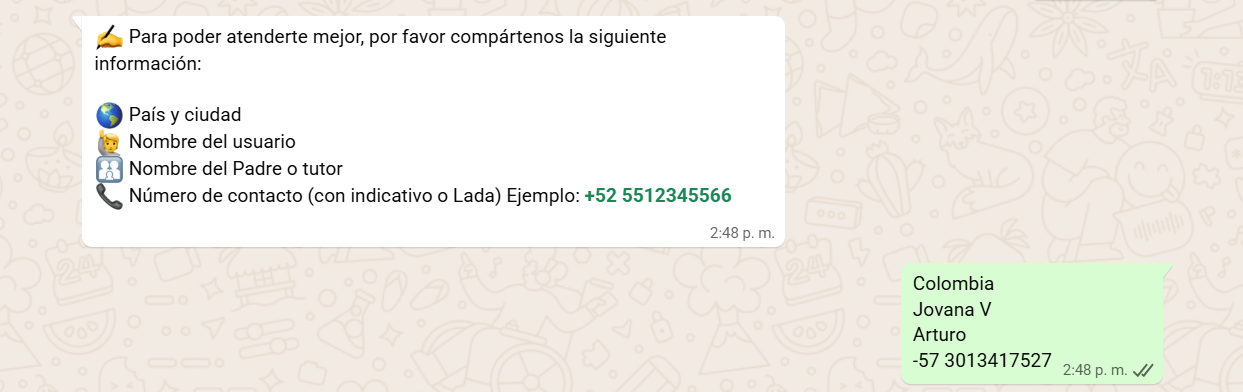 ✍️ Para poder atenderte mejor, por favor compártenos la siguiente
información:
🌎 País y ciudad
🙋 Nombre del usuario
Nombre del Padre o tutor
📞 Número de contacto (con indicativo o Lada) Ejemplo: +52 5512345566
2:48 p. m.
Colombia
Jovana V
Arturo
-57 3013417527
2:48 p. m.